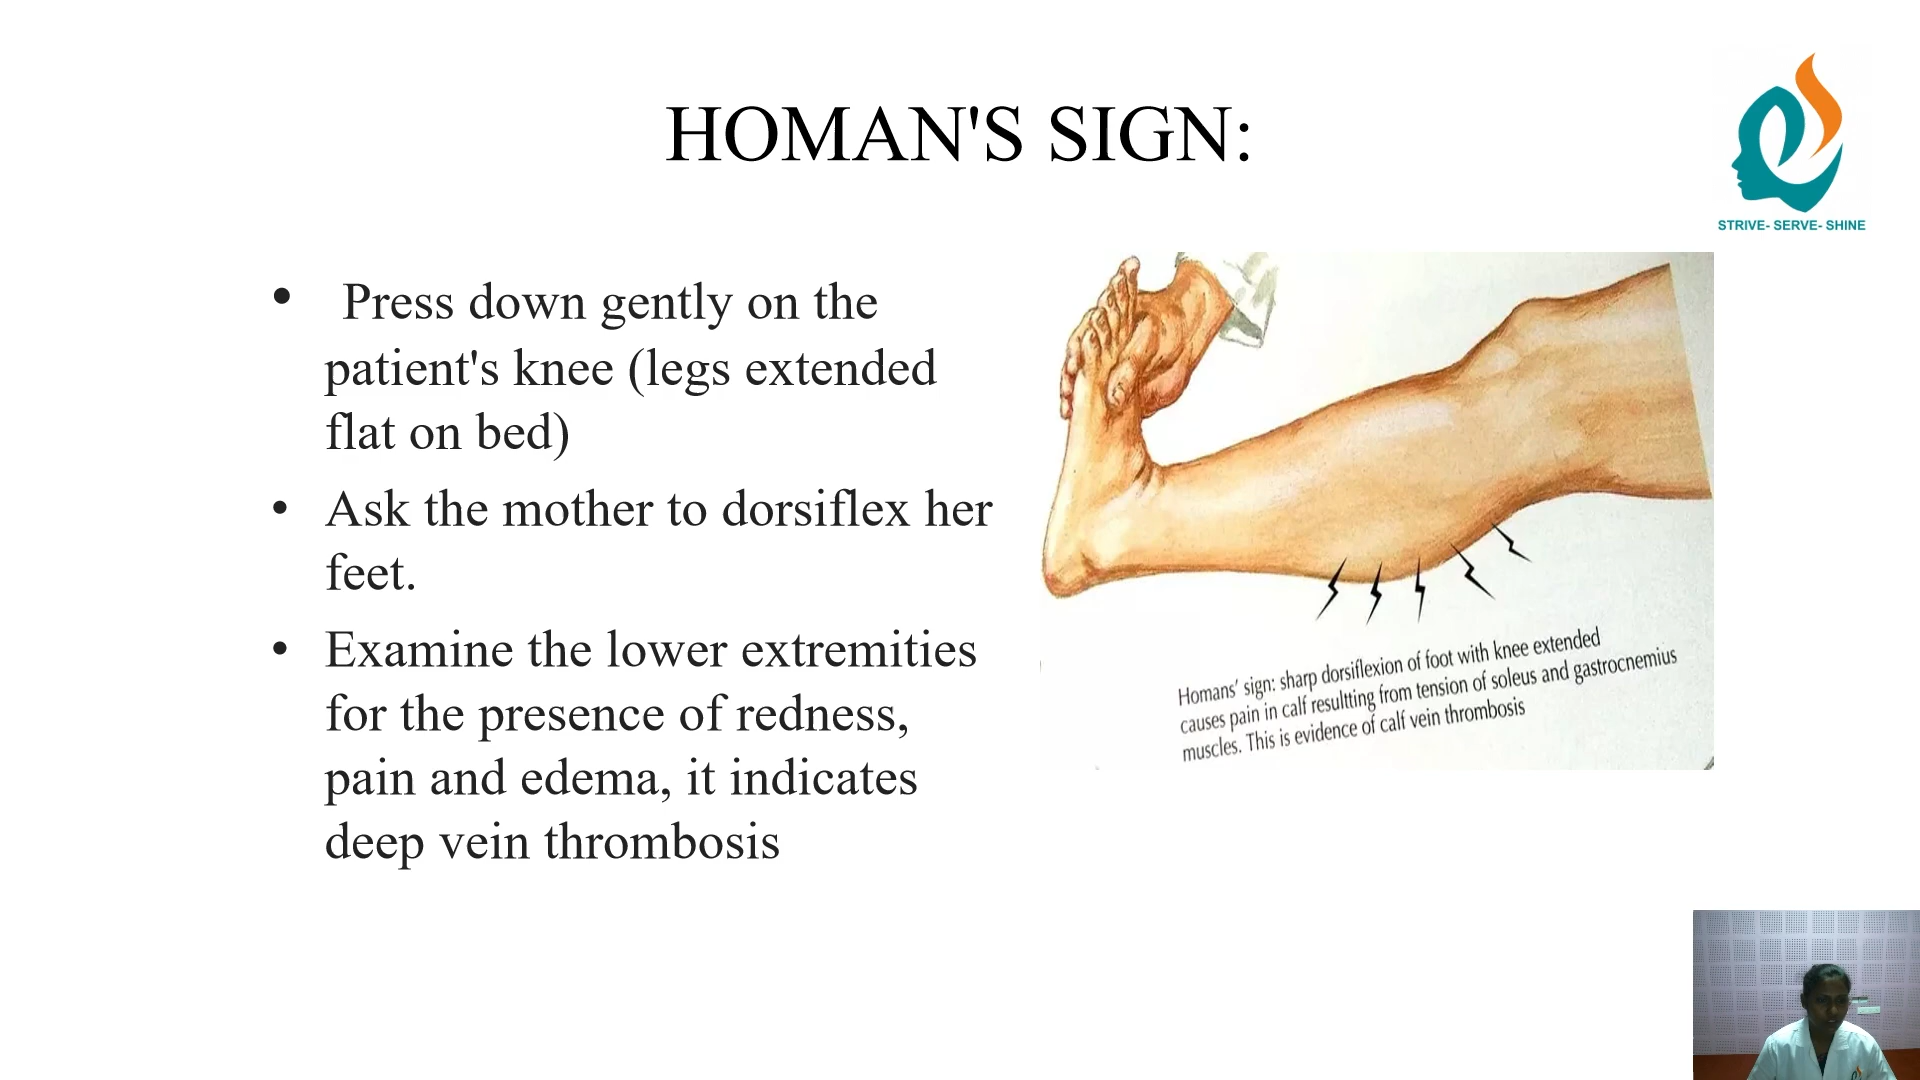 HOMAN'S SIGN:
STRIVE- SERVE- SHINE
• Press down gently on the
patient's knee (legs extended
flat on bed)
• Ask the mother to dorsiflex her
feet.
• Examine the lower extremities
for the presence of redness,
pain and edema, it indicates
deep vein thrombosis
Homans' sign: sharp dorsiflexion of foot with knee extended
causes pain in calf resultting from tension of soleus and gastrocnemius
muscles. This is evidence of calf vein thrombosis